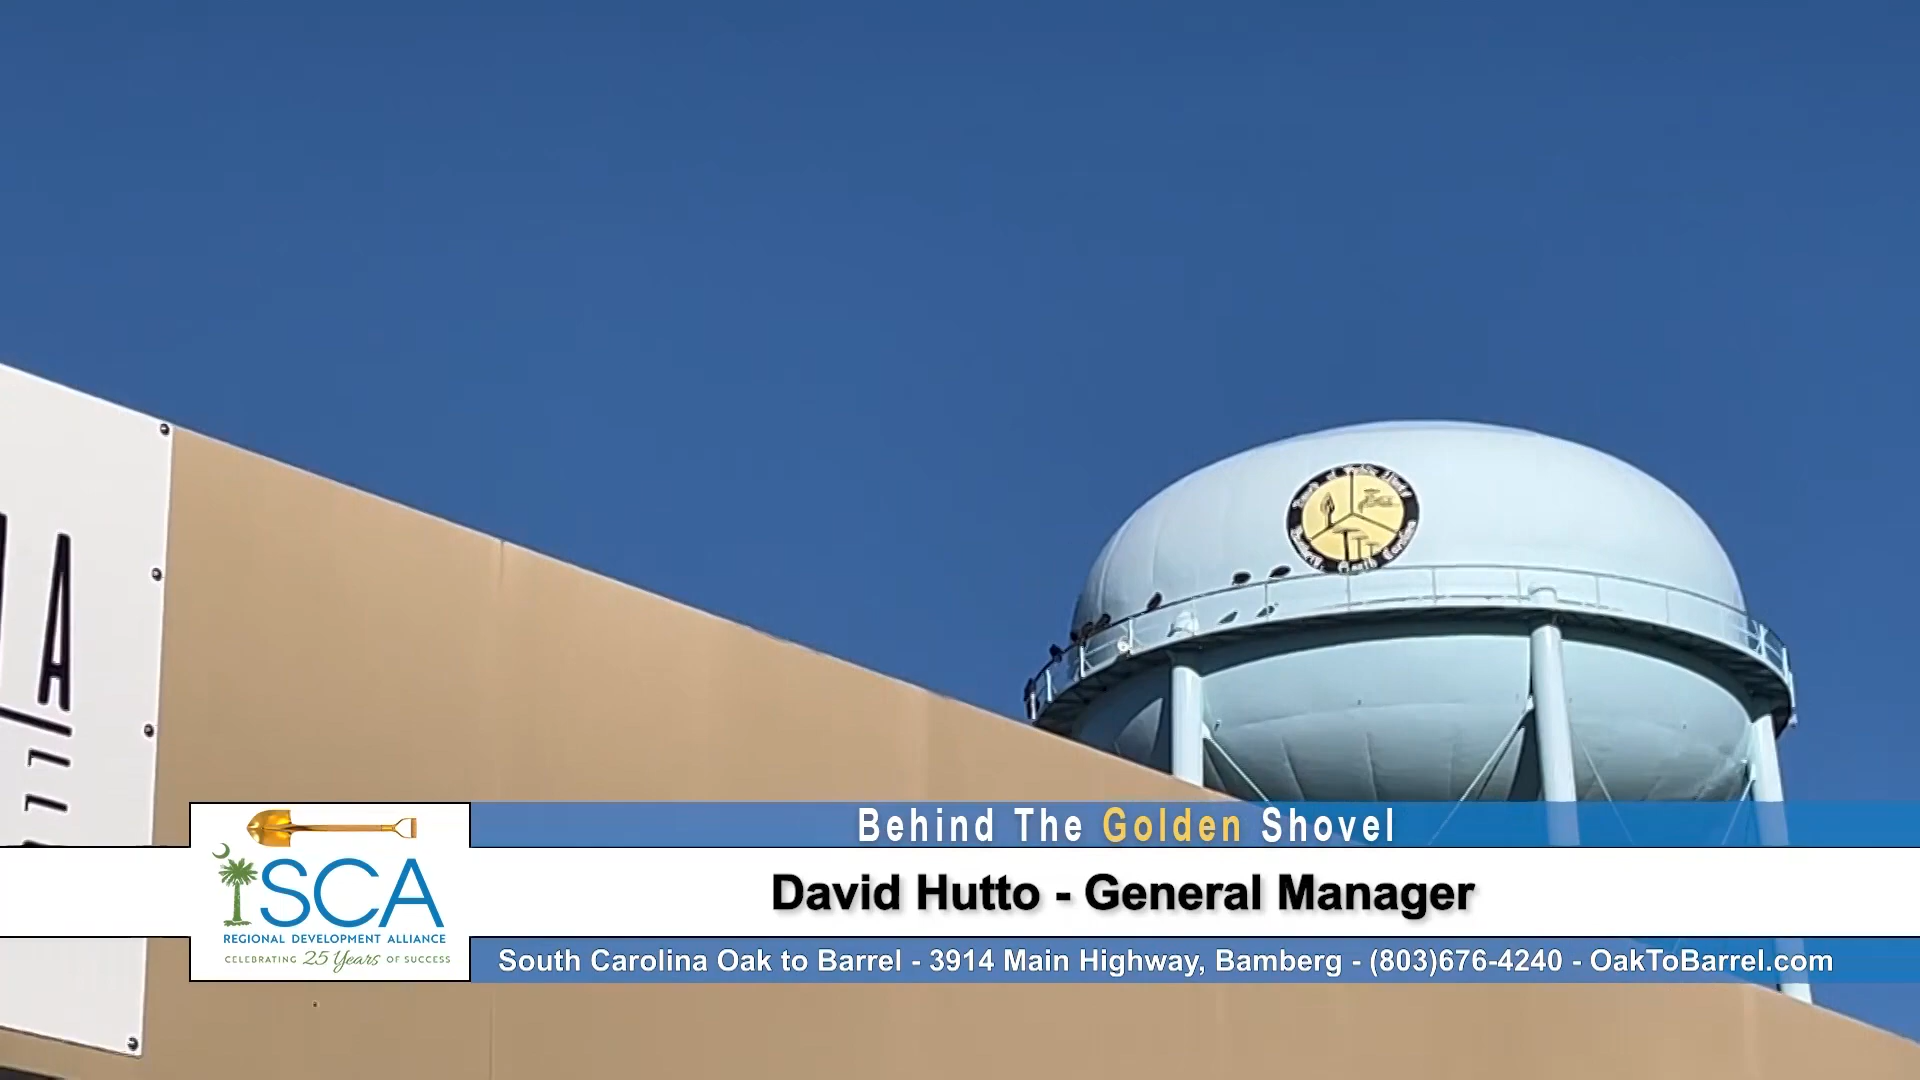 A
Behind The Golden Shovel
David Hutto - General Manager
SCA
REGIONAL DEVELOPMENT ALLIANCE
CELEBRATING 25 Years OF SUCCESS
South Carolina Oak to Barrel - 3914 Main Highway, Bamberg - (803)676-4240 - OakToBarrel.com